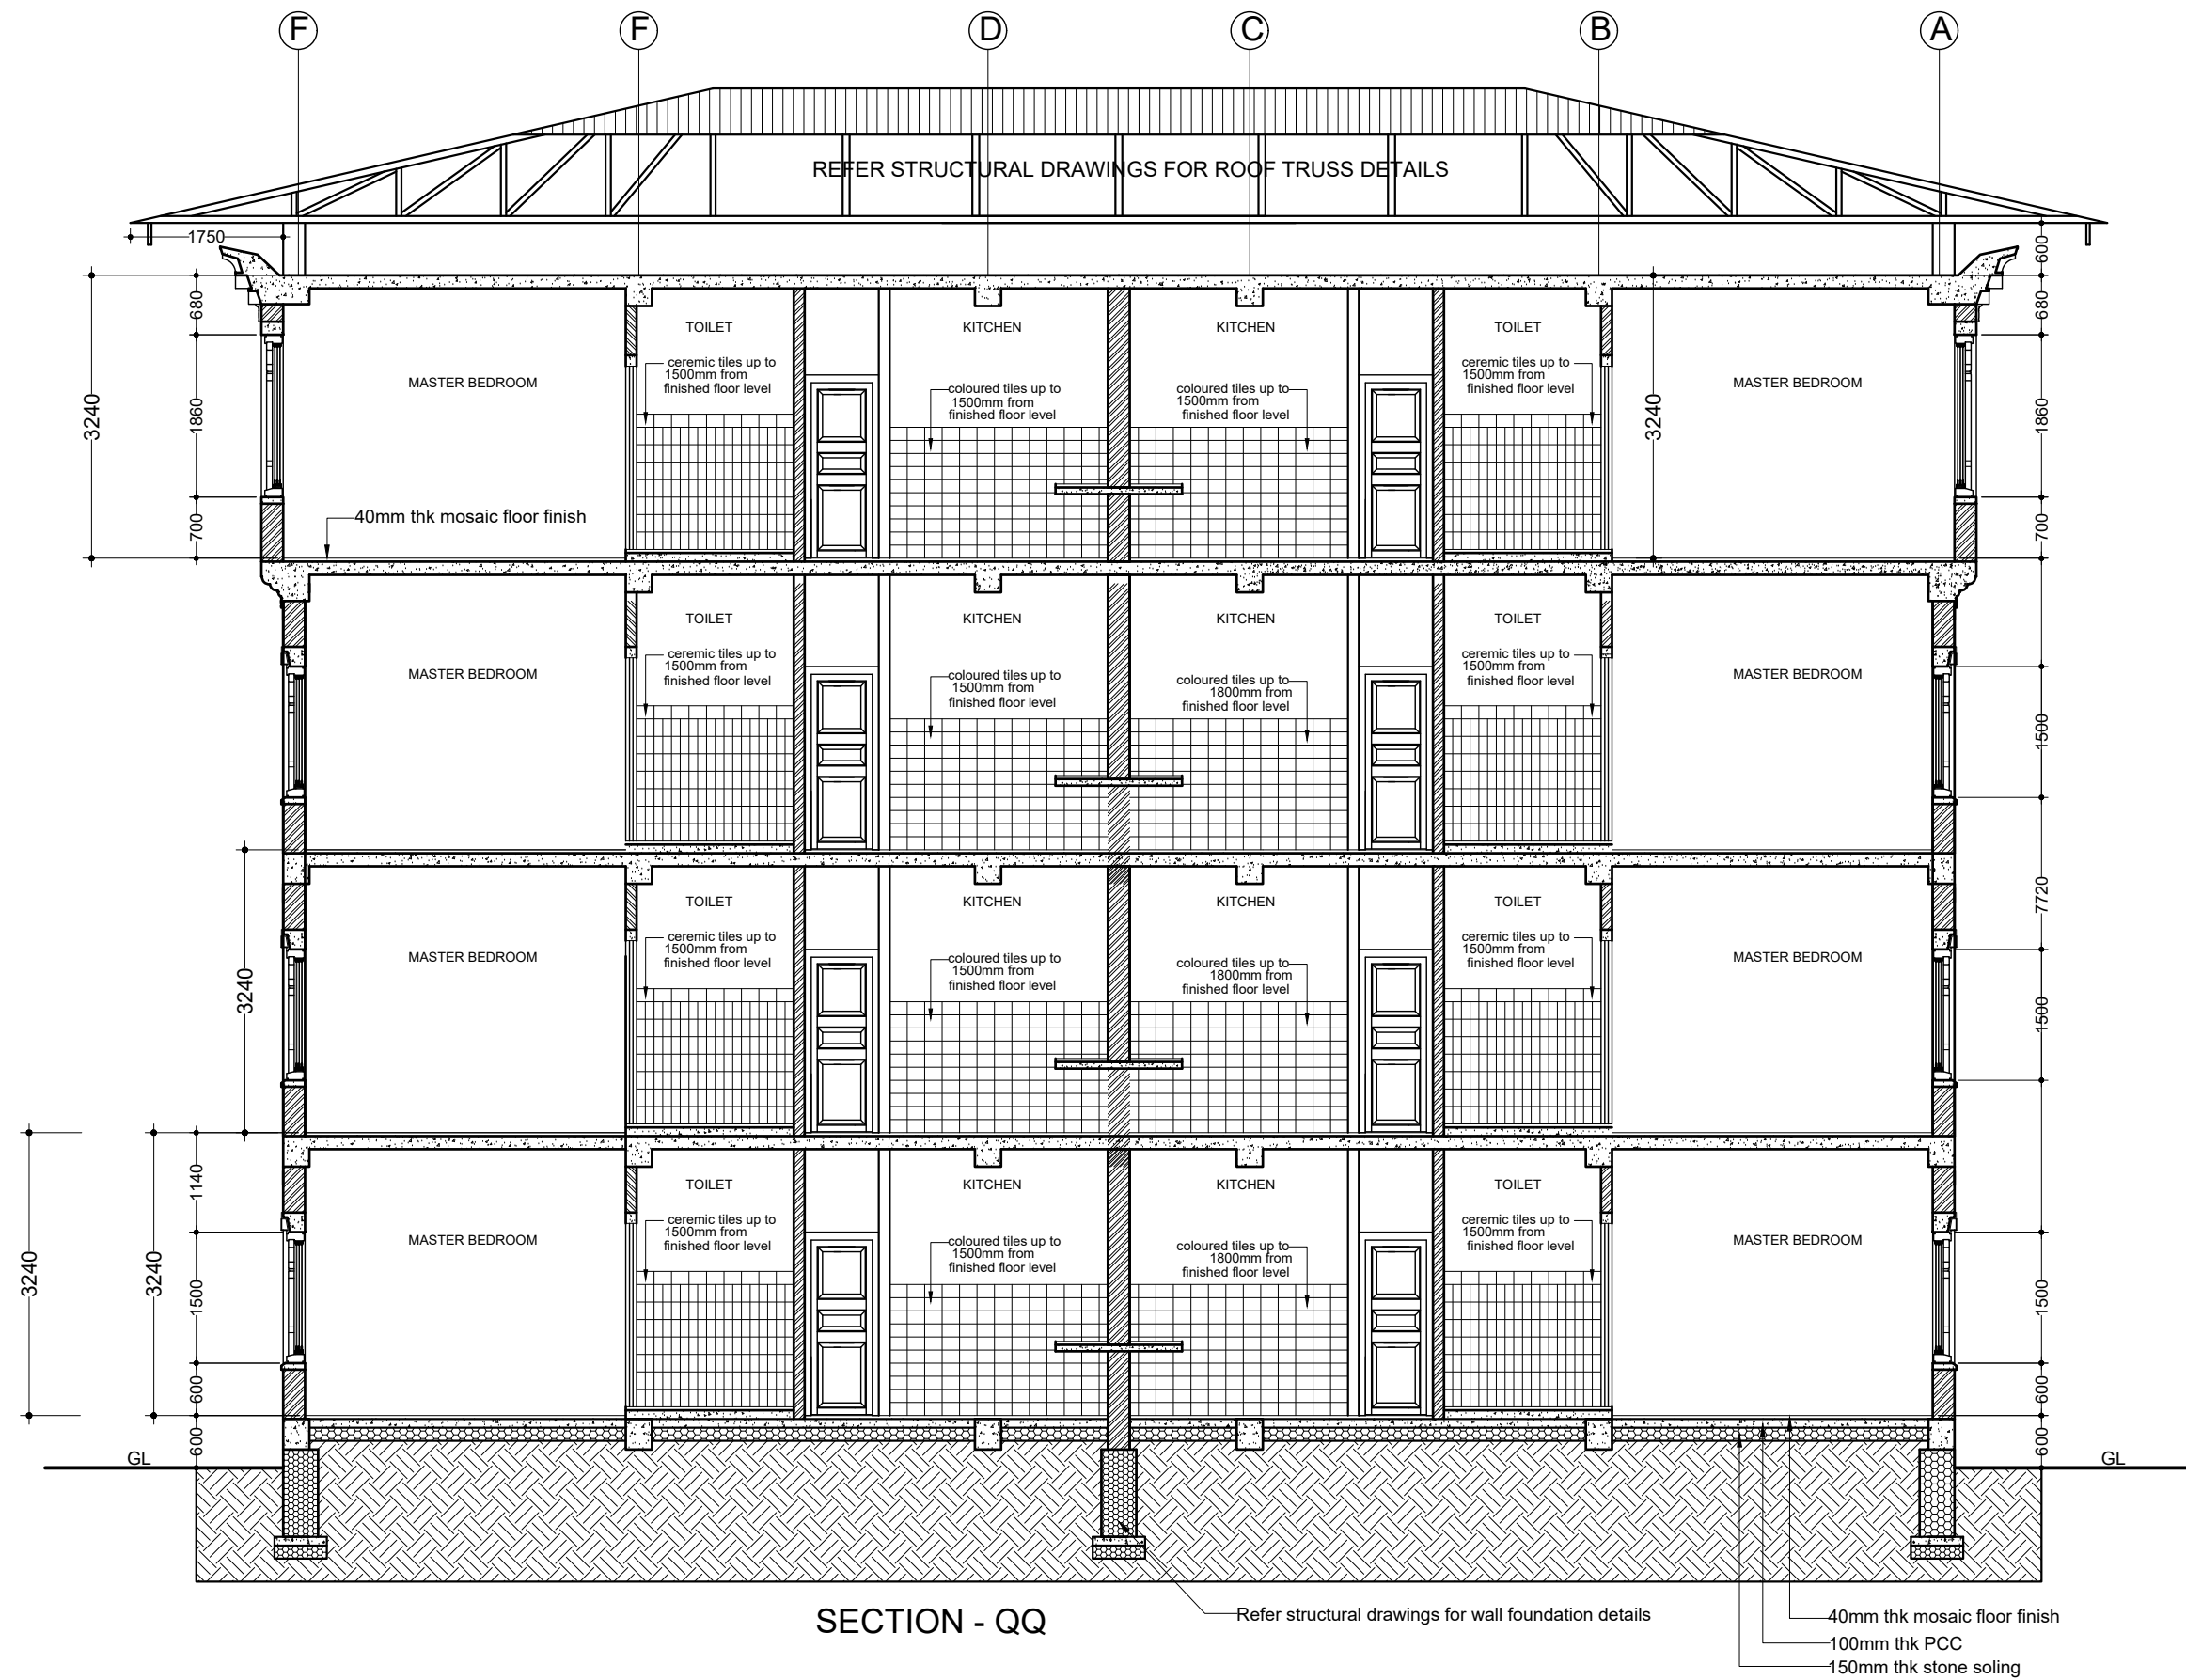 F F D C B A
REFER STRUCTURAL DRAWINGS FOR ROOF TRUSS DETAILS
1750
600
680
680
TOILET
KITCHEN
KITCHEN
TOILET
ceremic tiles up to
1500mm from
finished floor level
ceremic tiles up to
1500mm from
finished floor level
MASTER BEDROOM
MASTER BEDROOM
coloured tiles up to
1500mm from
finished floor level
coloured tiles up to
1500mm from
finished floor level
3240
1860
3240
1860
40mm thk mosaic floor finish
700
700
TOILET
KITCHEN
KITCHEN
TOILET
ceremic tiles up to
1500mm from
finished floor level
ceremic tiles up to
1500mm from
finished floor level
MASTER BEDROOM
MASTER BEDROOM
coloured tiles up to
1500mm from
finished floor level
coloured tiles up to
1800mm from
finished floor level
1500
TOILET
KITCHEN
KITCHEN
TOILET
7720
ceremic tiles up to
1500mm from
finished floor level
ceremic tiles up to
1500mm from
finished floor level
MASTER BEDROOM
MASTER BEDROOM
coloured tiles up to
1500mm from
finished floor level
coloured tiles up to
1800mm from
finished floor level
3240
1500
1140
TOILET
KITCHEN
KITCHEN
TOILET
ceremic tiles up to
1500mm from
finished floor level
ceremic tiles up to
1500mm from
finished floor level
MASTER BEDROOM
MASTER BEDROOM
coloured tiles up to
1500mm from
finished floor level
coloured tiles up to
1800mm from
finished floor level
3240
3240
1500
1500
600
600
600
600
GL
GL
SECTION - QQ
Refer structural drawings for wall foundation details
40mm thk mosaic floor finish
100mm thk PCC
150mm thk stone soling